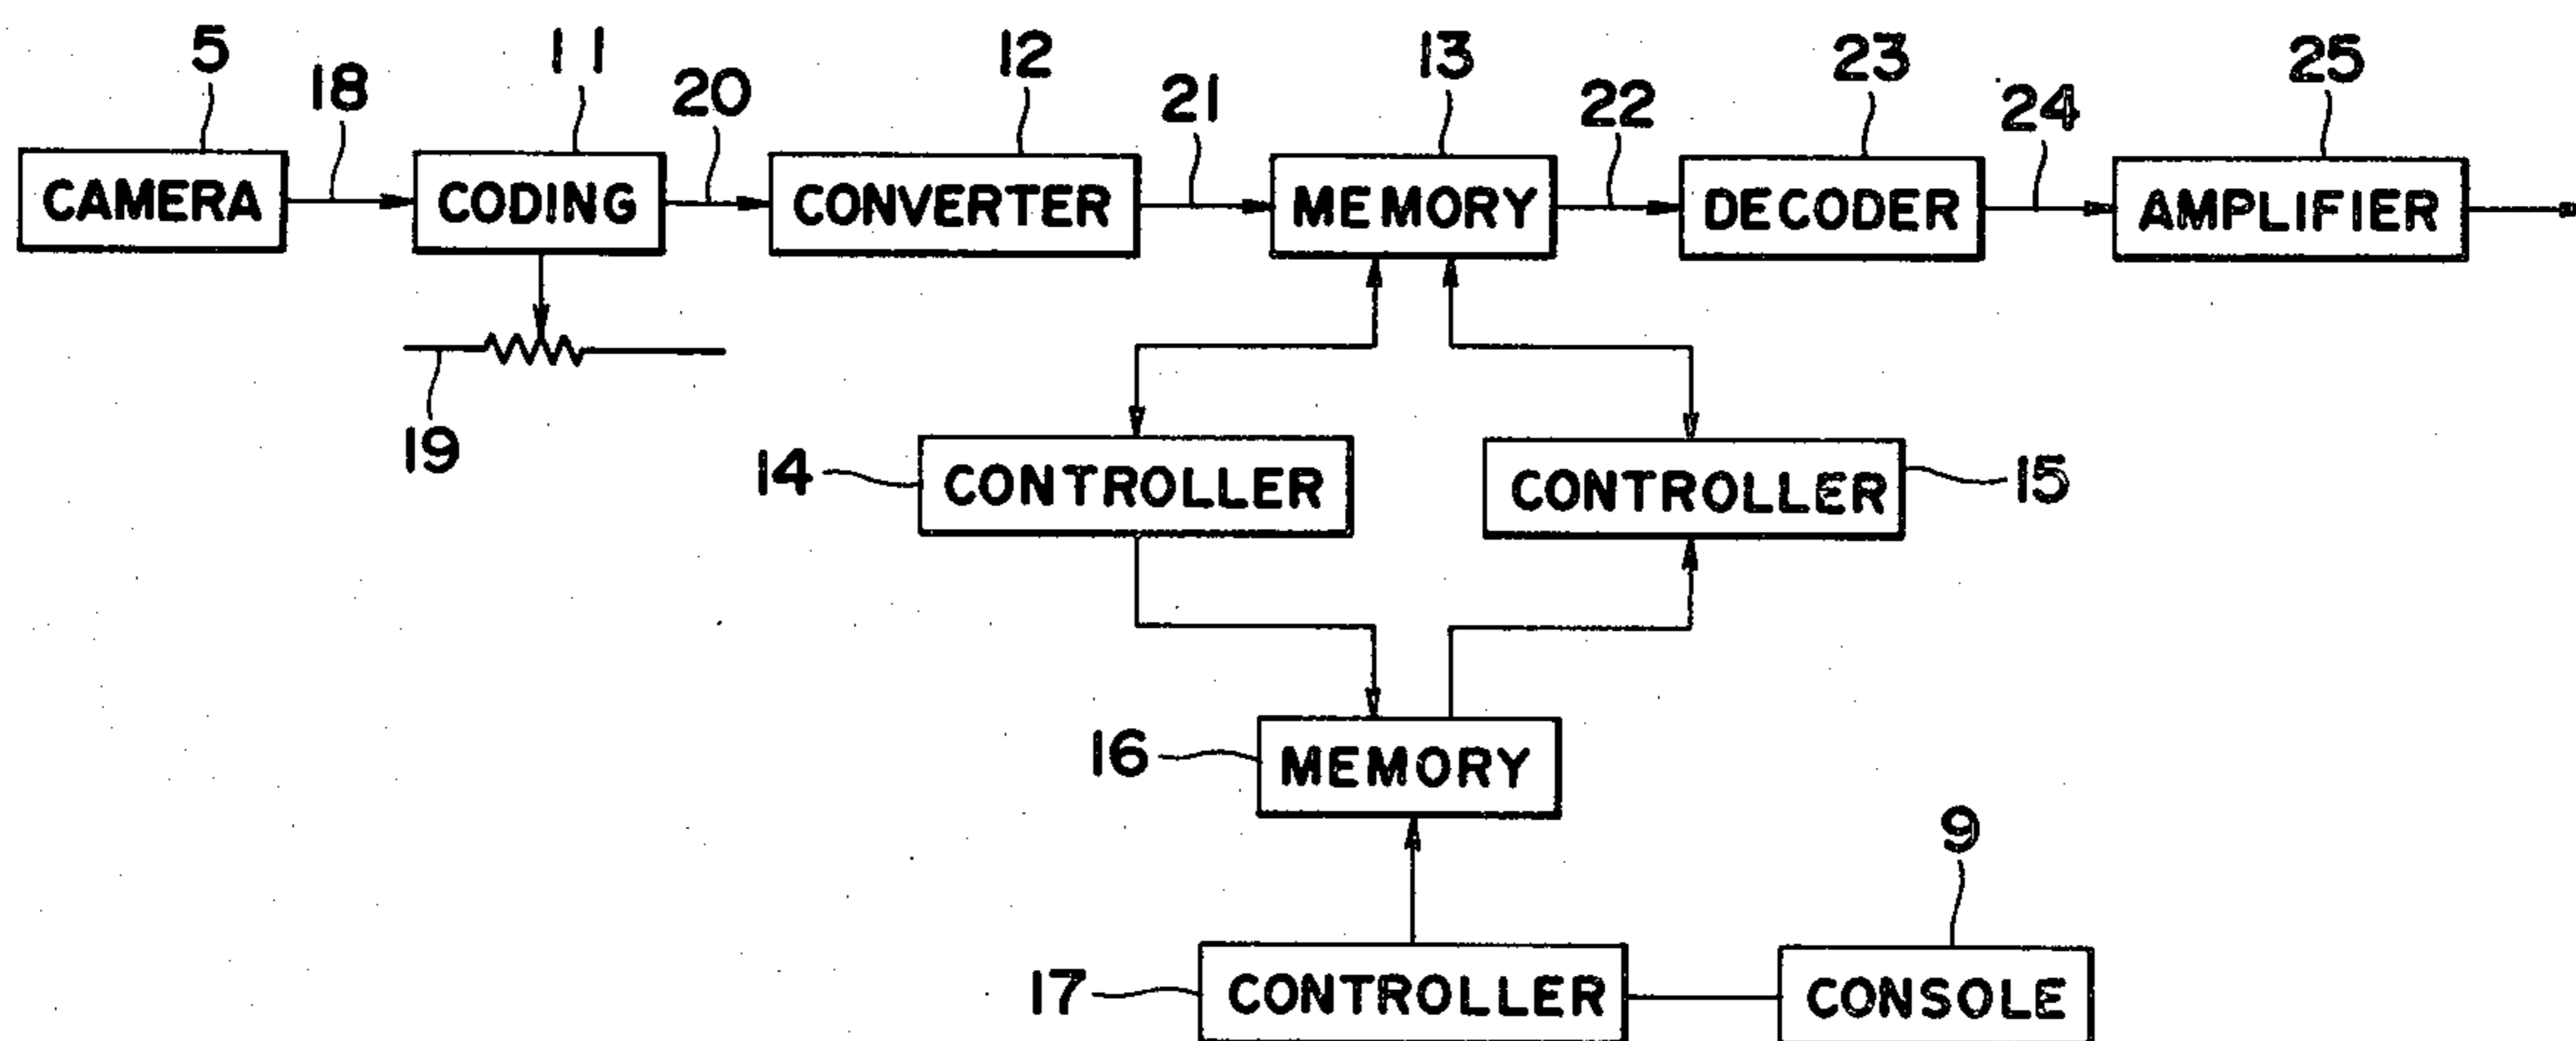 5 18 11 20 12 21 13 22 23 24 25
CAMERA CODING CONVERTER MEMORY DECODER AMPLIFIER
19
14 CONTROLLER CONTROLLER 15
16 MEMORY
9
17 CONTROLLER CONSOLE